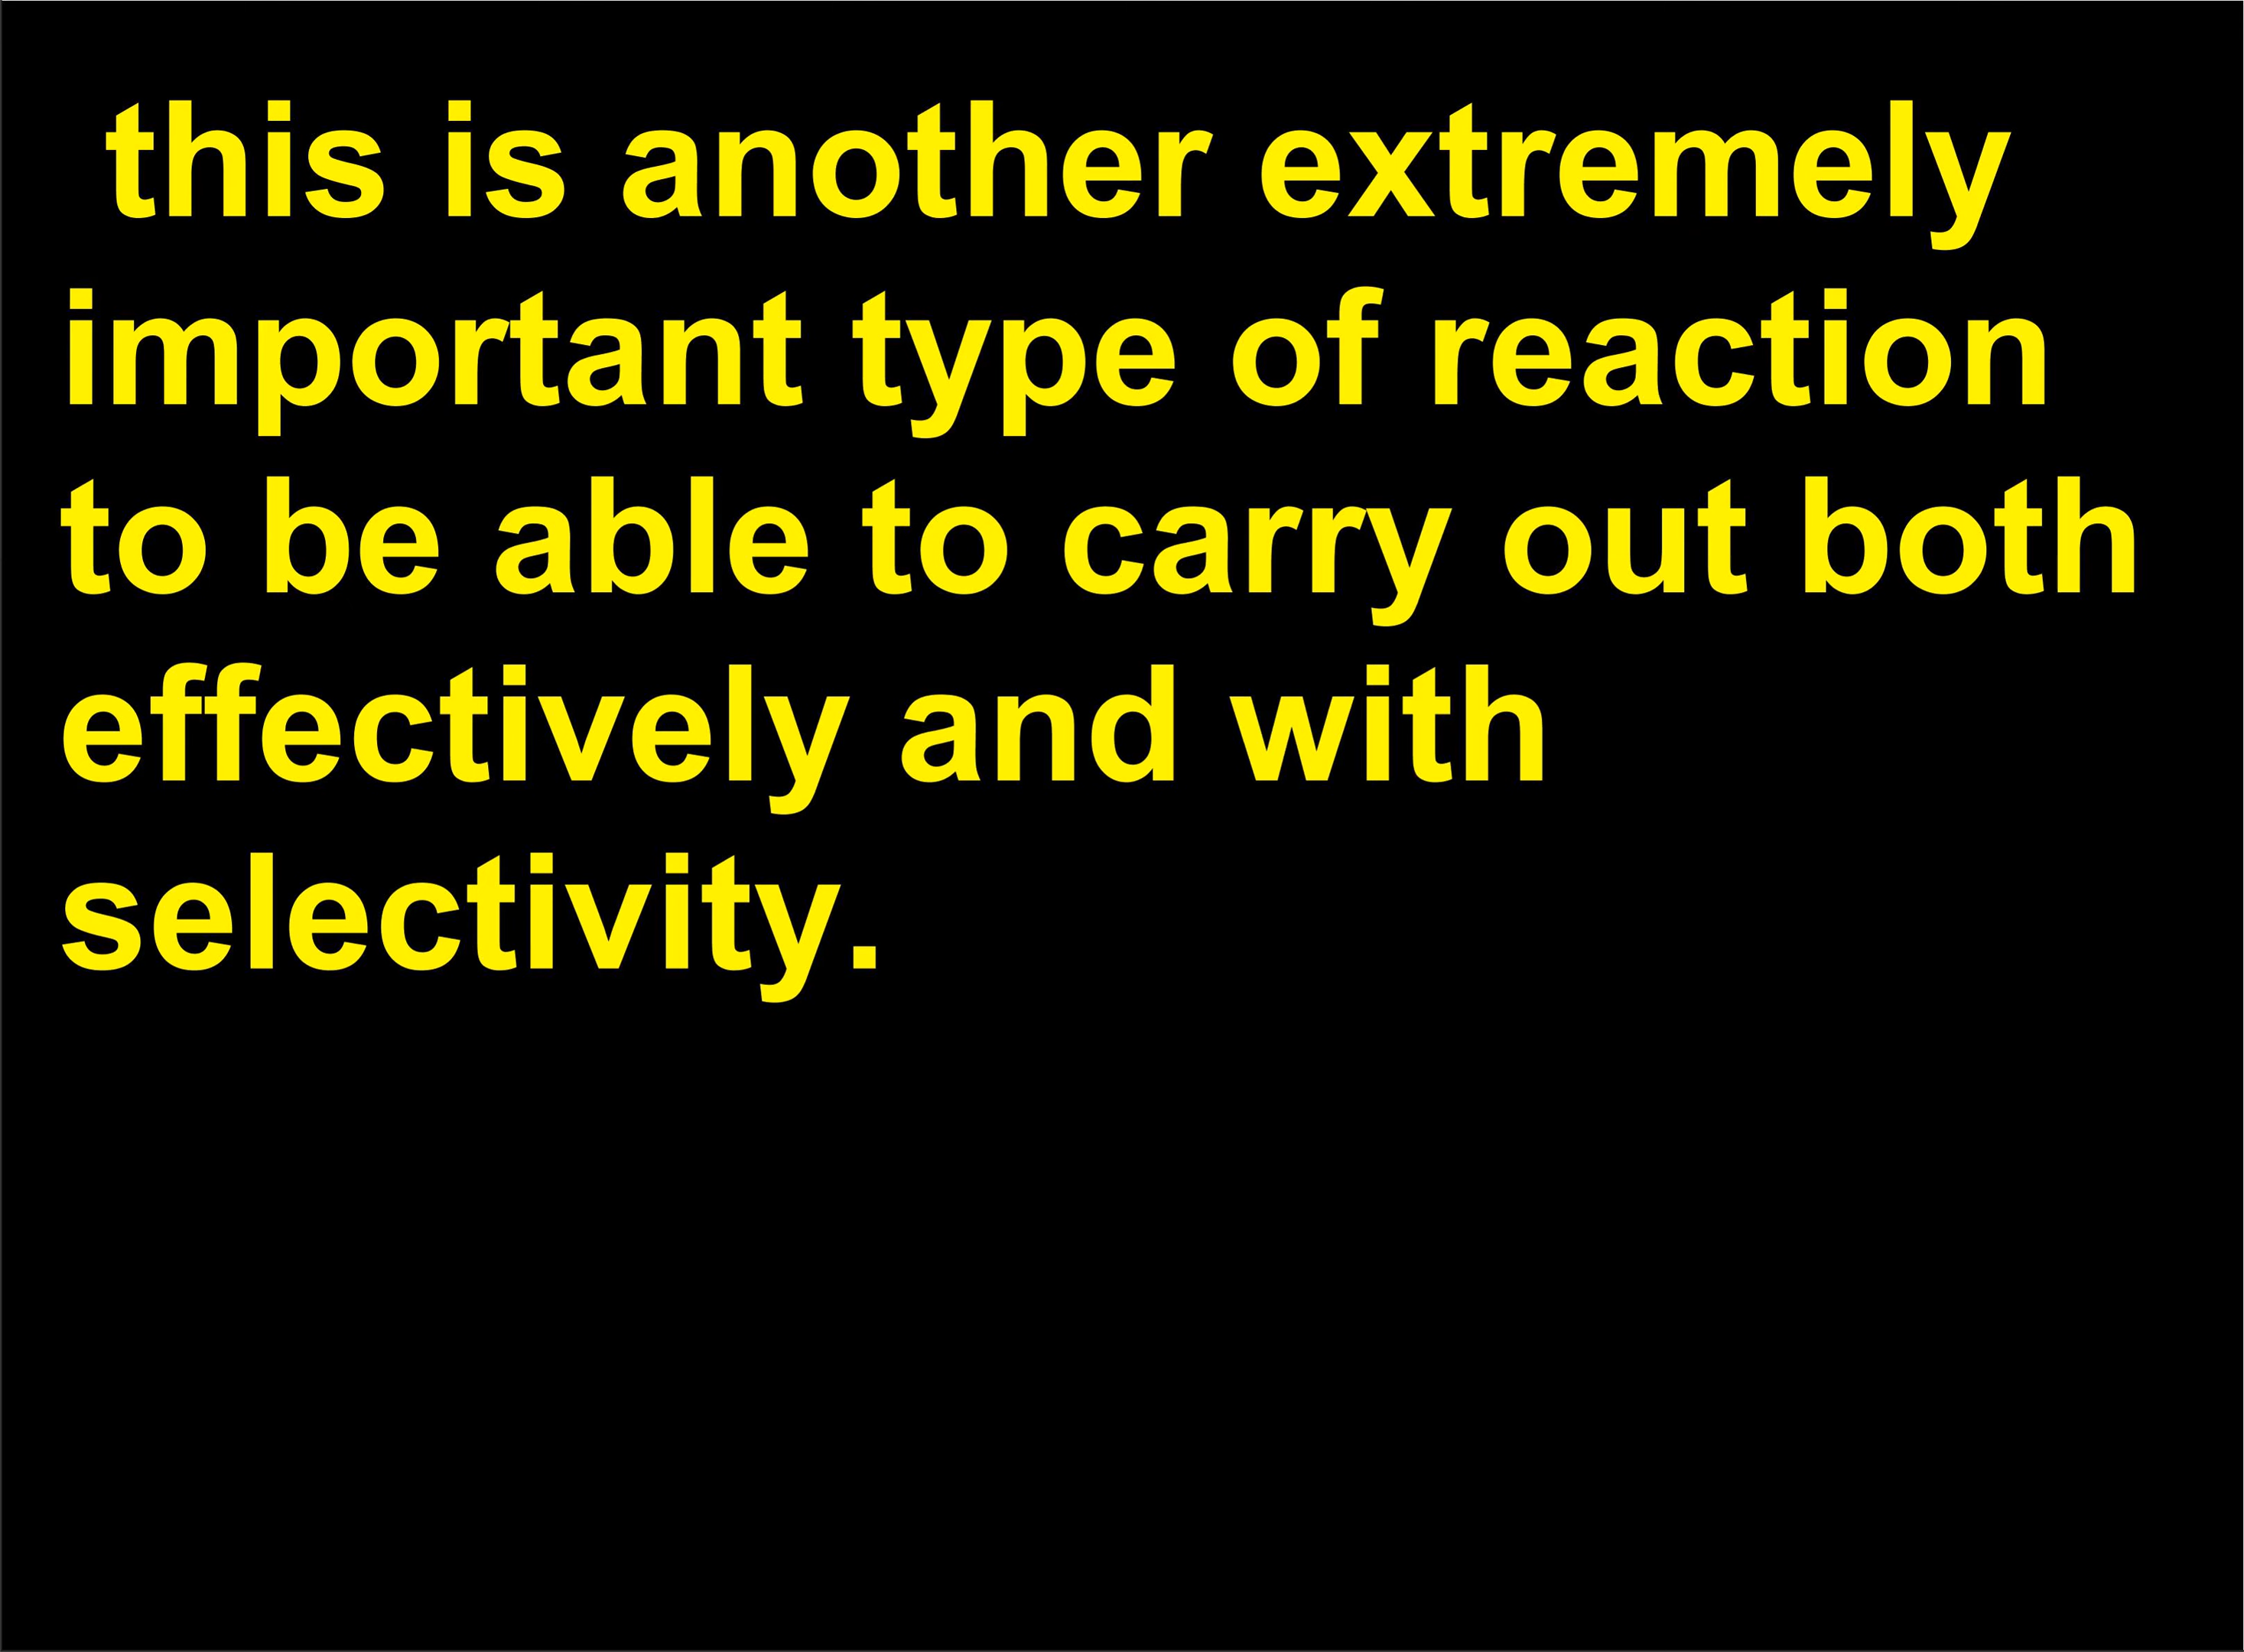 this is another extremely
important type of reaction
to be able to carry out both
effectively and with
selectivity.